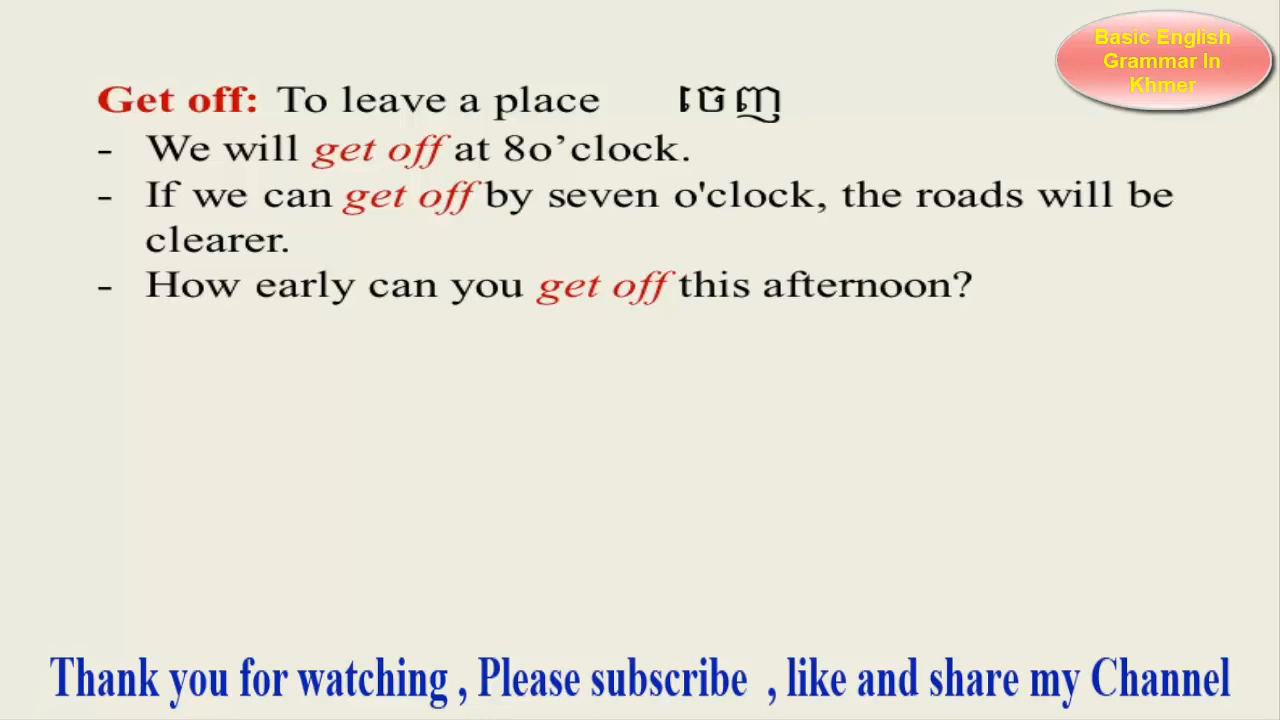 Basic English
Grammar In
Khmer
Get off: To leave a place ចេញ
- We will get off at 8o’clock.
- If we can get off by seven o'clock, the roads will be
clearer.
- How early can you get off this afternoon?
Thank you for watching , Please subscribe , like and share my Channel